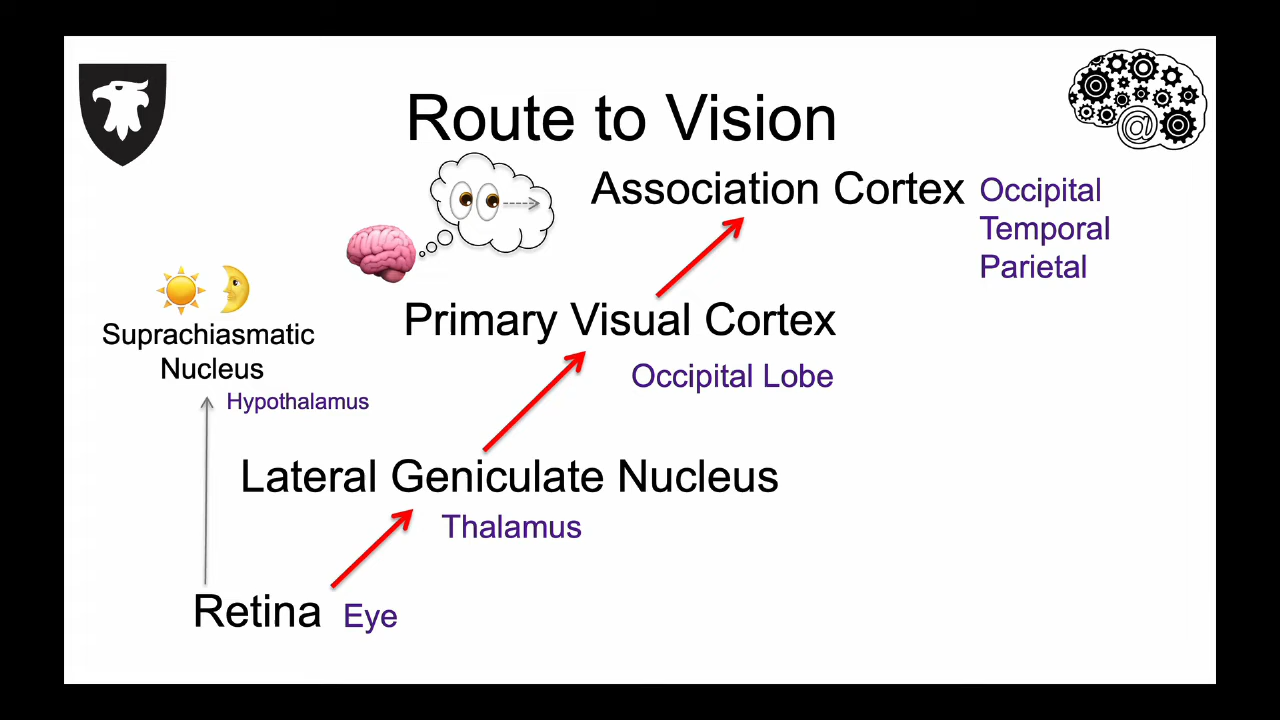 Route to Vision
Association Cortex
Occipital
Temporal
Parietal
Primary Visual Cortex
Occipital Lobe
Suprachiasmatic
Nucleus
Hypothalamus
Lateral Geniculate Nucleus
Thalamus
Retina
Eye
@